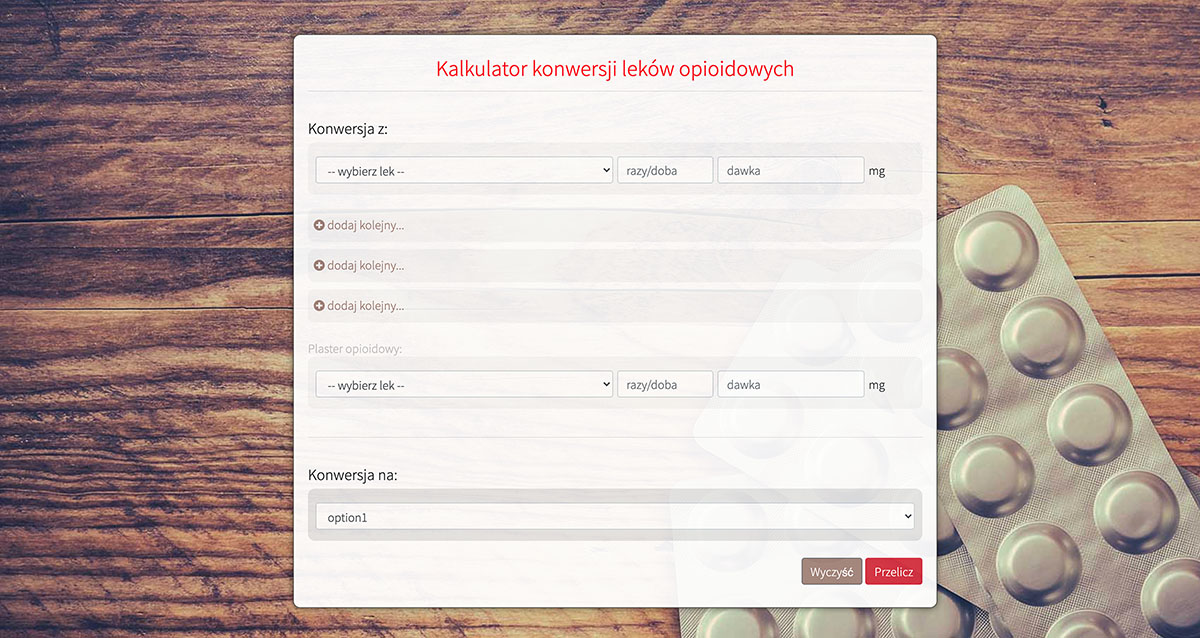 Kalkulator konwersji leków opioidowych
Konwersja z:
-- wybierz lek -- razy/doba dawka mg
dodaj kolejny...
dodaj kolejny...
dodaj kolejny...
Plaster opioidowy:
-- wybierz lek -- razy/doba dawka mg
Konwersja na:
option1
Wyczyść Przelicz